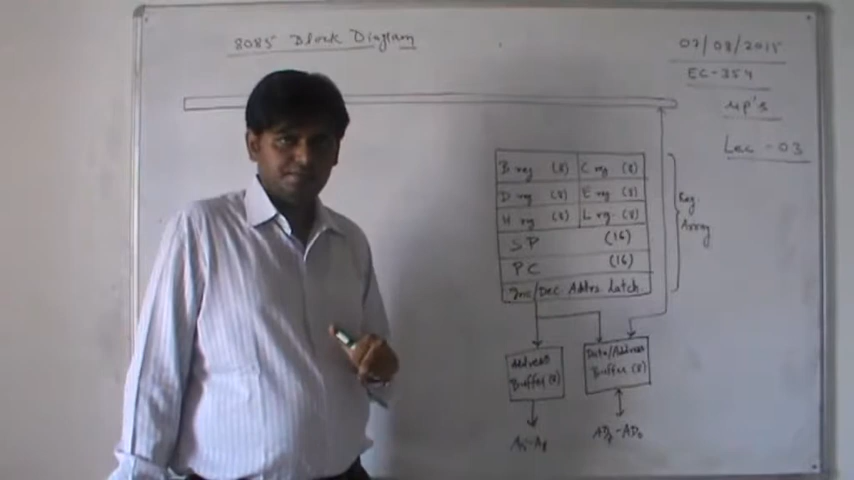 8085 Block Diagram
07/08/2015
EC-354
μp's
Lec - 03
B reg (8) C reg (8)
D reg (8) E reg (8)
H reg (8) L reg. (8)
SP (16)
PC (16)
Inc/Dec. Addrs. Latch
Reg.
Array
Address
Buffer (8)
Data/Address
Buffer (8)
A15-A8
AD7-AD0